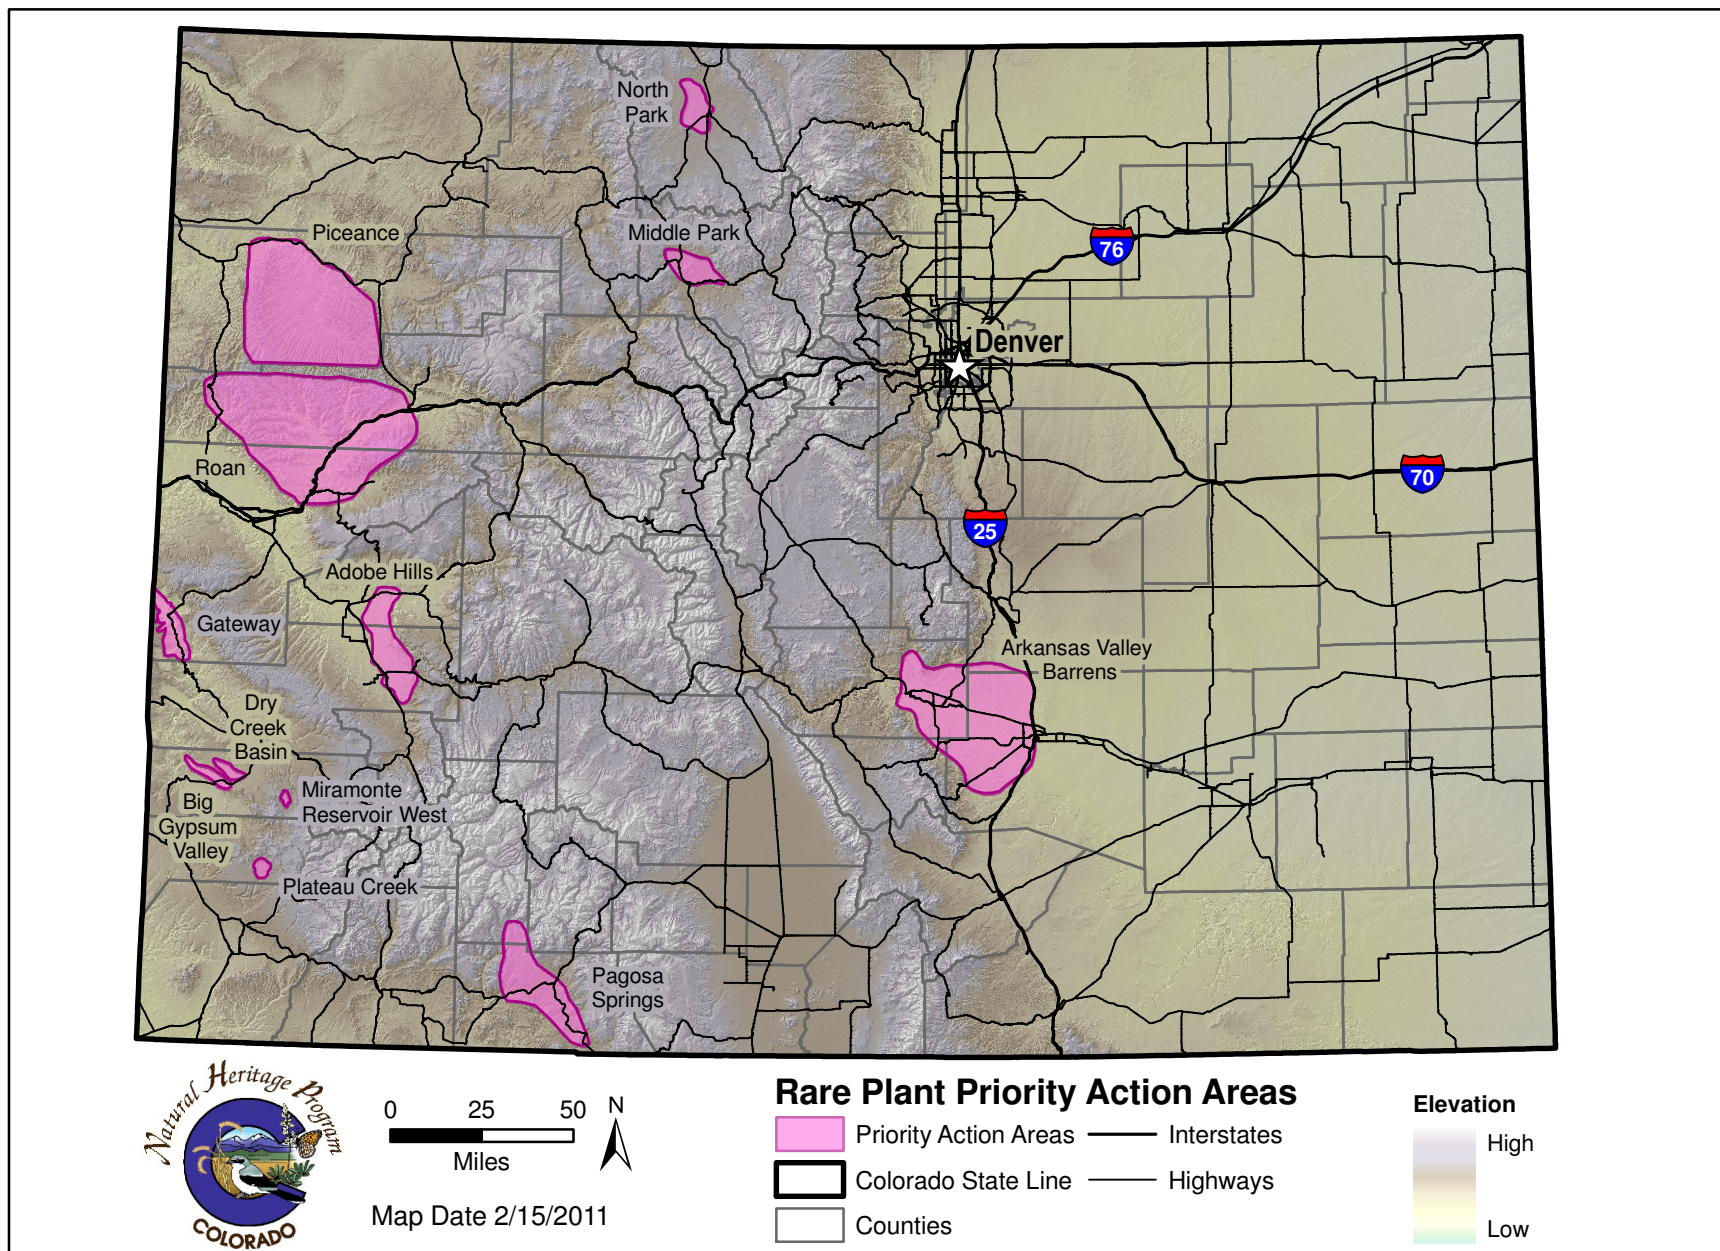 North
Park
Piceance
Middle Park
76
Denver
Roan
70
25
Adobe Hills
Gateway
Arkansas Valley
Barrens
Dry
Creek
Basin
Miramonte
Reservoir West
Big
Gypsum
Valley
Plateau Creek
Pagosa
Springs
Natural Heritage Program
COLORADO
0 25 50
Miles
N
Map Date 2/15/2011
Rare Plant Priority Action Areas
Priority Action Areas
Interstates
Colorado State Line
Highways
Counties
Elevation
High
Low